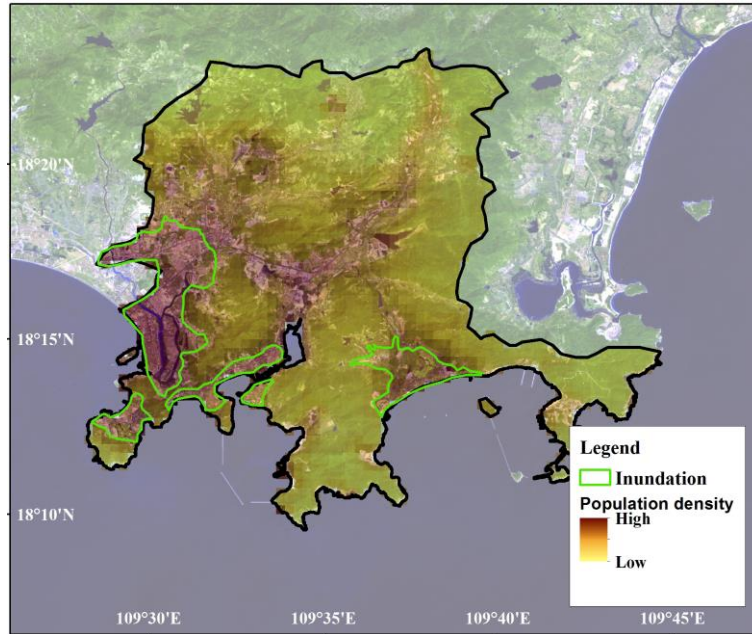 18°20'N
18°15'N
18°10'N
109°30'E
109°35'E
109°40'E
109°45'E
Legend
Inundation
Population density
High
Low